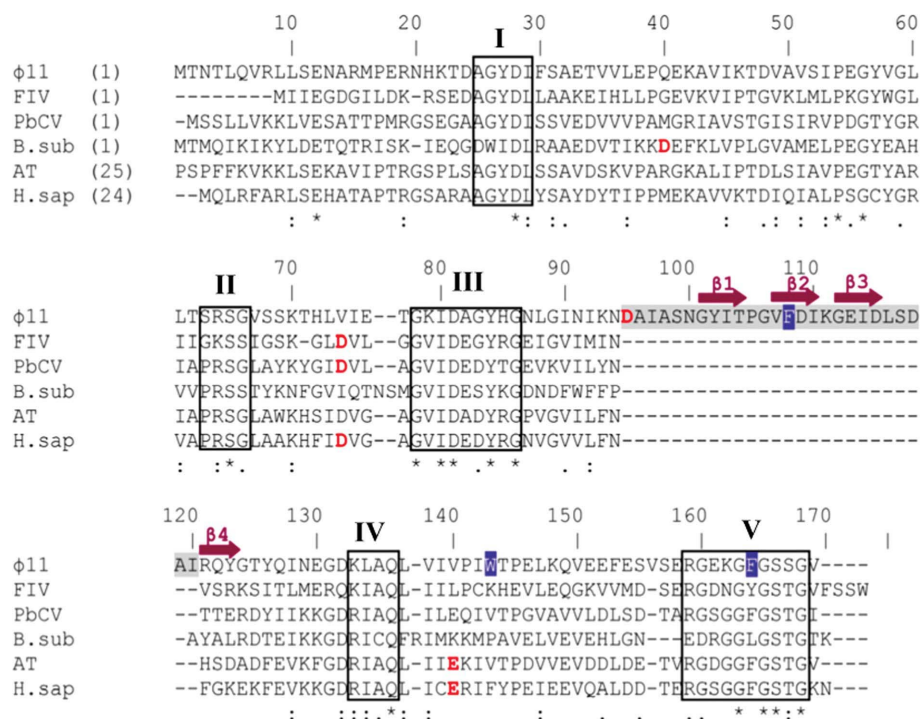 10 20 30 40 50 60
I
ϕ11 (1) MTNTLQVRLLSENARMPERNHKTDAGYDIFSAETVVLEPQEKAVIKTDVAVSIPEGYVGL
FIV (1) --------MIIEGDGILDK-RSEDAGYDILAAKEIHLLPGEVKVIPTGVKLMLPKGYWGL
PbCV (1) -MSSLLVKKLVESATTPMRGSEGAAGYDISSVEDVVVPAMGRIAVSTGISIRVPDGTYGR
B.sub (1) -MTMQIKIKYLDETQTRISK-IEQGDWIDLRAAEDVTIKKDEFKLVPLGVAMELPEGYEAH
AT (25) PSPFFKVKKLSEKAVIPTRGSPLSAGYDLSSAVDSKVPARGKALIPTDLSIAVPEGTYAR
H.sap (24) --MQLRFARLSEHATAPTRGSARAAGYDLYSAYDYTIPPMEKAVVKTDIQIALPSGCYGR
: * : *: :. : : :: : :* .* .
70 80 90 100 110
II III β1 β2 β3
ϕ11 LTSRSGVSSKTHLVIE--TGKIDAGYHGNLGINIKNDAIASNGYITPGVFDIKGEIDLSD
FIV IIGKSSIGSK-GLDVL--GGVIDEGYRGEIGVIMIN------------------------
PbCV VAPRSGLAYKYGIDVL--AGVIDEPYTGEVKVILYN------------------------
B.sub VVPRSSTYKNFGVIQTNSMGVIDESYKGDNDFWFFP------------------------
AT IAPRSGLAWKHSIDVG--AGVIDADYRGPVGVILFN------------------------
H.sap VAPRSGLAAKHFIDVG--AGVIDEDYRGNVGVVLFN------------------------
: :*. : * ** .* * . :
120 130 140 150 160 170
β4 IV V
ϕ11 AIRQYGTYQINEGDKIAQL-VIVPIWTPELKQVEEFESVSERGEKGFGSSGV----
FIV --VSRKSITLMERQKIAQL-IILPCKHEVLEQGKVVMD-SERGDNGYGSTGVFSSW
PbCV --TTERDYIIKKGDRIAQL-ILEQIVTPGVAVVLDLSD-TARGSGGFGSTGI----
B.sub --AYALRDTEIKKGDRICQFRIMKKMPAVELVEVEHLGN---EDRGGLGSTGTK---
AT --HSDADFEVKFGDRIAQL-IIEKIVTPDVVEVDDLDE-TVRGDGGFGSTGV----
H.sap --FGKEKFEVKKGDRIAQL-ICERIFYPEIEEVQALDD-TERGSGGFGSTGKN---
: :::*: : : : : .. * **:*